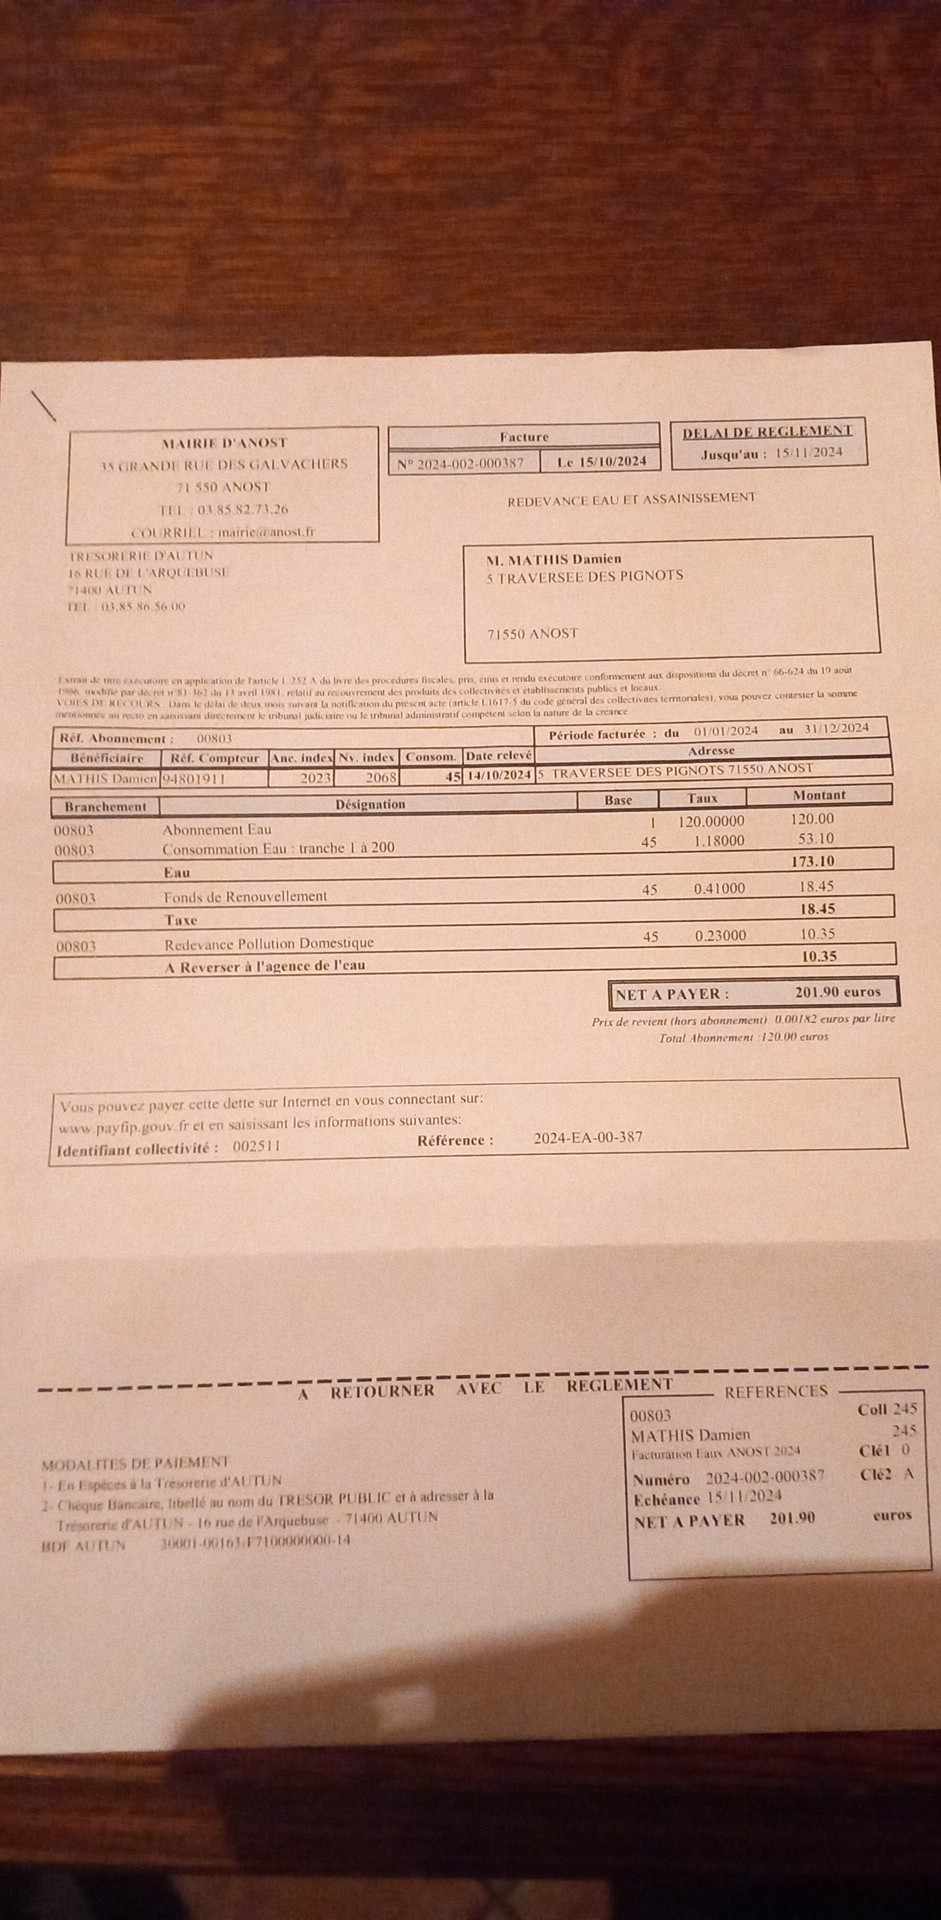 MAIRIE D'ANOST
35 GRANDE RUE DES GALVACHERS
71 550 ANOST
TEL : 03.85.82.73.26
COURRIEL : mairie@anost.fr
Facture
N° 2024-002-000387 Le 15/10/2024
DELAI DE REGLEMENT
Jusqu'au : 15/11/2024
REDEVANCE EAU ET ASSAINISSEMENT
TRESORERIE D'AUTUN
16 RUE DE L'ARQUEBUSE
71400 AUTUN
TEL : 03.85.86.56.00
M. MATHIS Damien
5 TRAVERSEE DES PIGNOTS
71550 ANOST
Extrait de titre exécutoire en application de l'article L 252 A du livre des procédures fiscales, pris, émis et rendu exécutoire conformement aux dispositions du décret n° 66-624 du 19 août
1966, modifié par décret n°81-362 du 13 avril 1981, relatif au recouvrement des produits des collectivités et établissements publics et locaux.
VOIES DE RECOURS : Dans le délai de deux mois suivant la notification du présent acte (article L1617-5 du code général des collectivités territoriales), vous pouvez contester la somme
mentionnée au recto en saisissant directement le tribunal judiciaire ou le tribunal administratif compétent selon la nature de la créance
Réf. Abonnement : 00803 Période facturée : du 01/01/2024 au 31/12/2024
Bénéficiaire Réf. Compteur Anc. index Nv. index Consom. Date relevé Adresse
MATHIS Damien 94801911 2023 2068 45 14/10/2024 5 TRAVERSEE DES PIGNOTS 71550 ANOST
Branchement Désignation Base Taux Montant
00803 Abonnement Eau 1 120.00000 120.00
00803 Consommation Eau : tranche 1 à 200 45 1.18000 53.10
Eau 173.10
00803 Fonds de Renouvellement 45 0.41000 18.45
Taxe 18.45
00803 Redevance Pollution Domestique 45 0.23000 10.35
A Reverser à l'agence de l'eau 10.35
NET A PAYER : 201.90 euros
Prix de revient (hors abonnement) 0.00182 euros par litre
Total Abonnement :120.00 euros
Vous pouvez payer cette dette sur Internet en vous connectant sur:
www.payfip.gouv.fr et en saisissant les informations suivantes:
Identifiant collectivité : 002511 Référence : 2024-EA-00-387
A RETOURNER AVEC LE REGLEMENT
REFERENCES
00803 Coll 245
MATHIS Damien 245
Facturation Eaux ANOST 2024 Clé1 0
Numéro 2024-002-000387 Clé2 A
Echéance 15/11/2024
NET A PAYER 201.90 euros
MODALITES DE PAIEMENT
1- En Espèces à la Trésorerie d'AUTUN
2- Chèque Bancaire, libellé au nom du TRESOR PUBLIC et à adresser à la
Trésorerie d'AUTUN - 16 rue de l'Arquebuse - 71400 AUTUN
BDF AUTUN 30001-00163-F7100000000-14